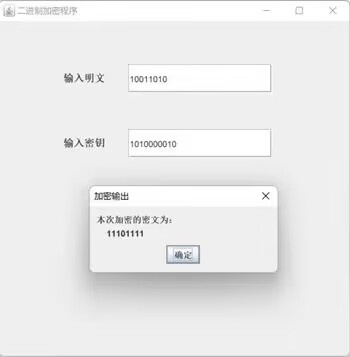 二进制加密程序
输入明文
10011010
输入密钥
1010000010
加密输出
本次加密的密文为：
11101111
确定